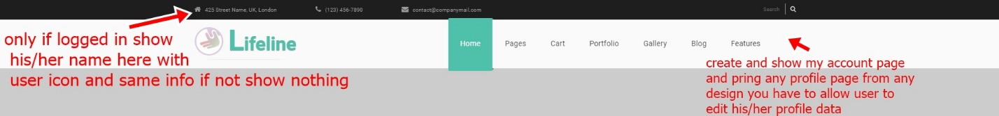 425 Street Name, UK, London (123) 456-7890 contact@companymail.com Search
only if logged in show
his/her name here with
user icon and same info if not show nothing
Lifeline
Home Pages Cart Portfolio Gallery Blog Features
create and show my account page
and pring any profile page from any
design you have to allow user to
edit his/her profile data